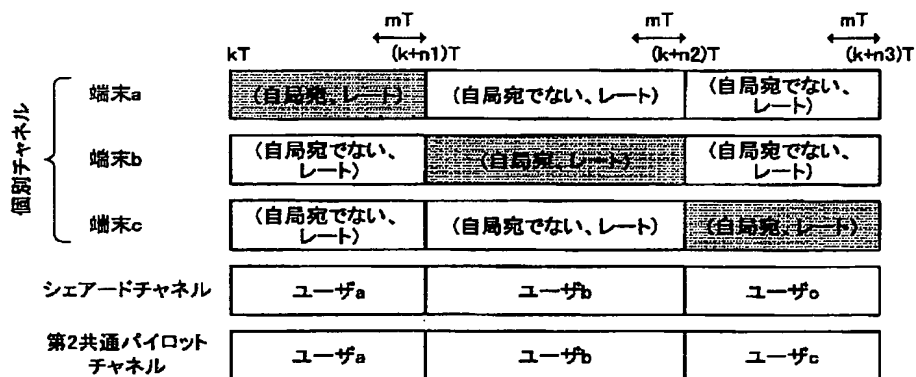 mT mT mT
kT (k+n1)T (k+n2)T (k+n3)T
個別チャネル
端末a (自局宛、レート) (自局宛でない、レート) (自局宛でない、
レート)
端末b (自局宛でない、
レート) (自局宛、レート) (自局宛でない、
レート)
端末c (自局宛でない、
レート) (自局宛でない、レート) (自局宛、レート)
シェアードチャネル ユーザa ユーザb ユーザc
第2共通パイロット
チャネル ユーザa ユーザb ユーザc